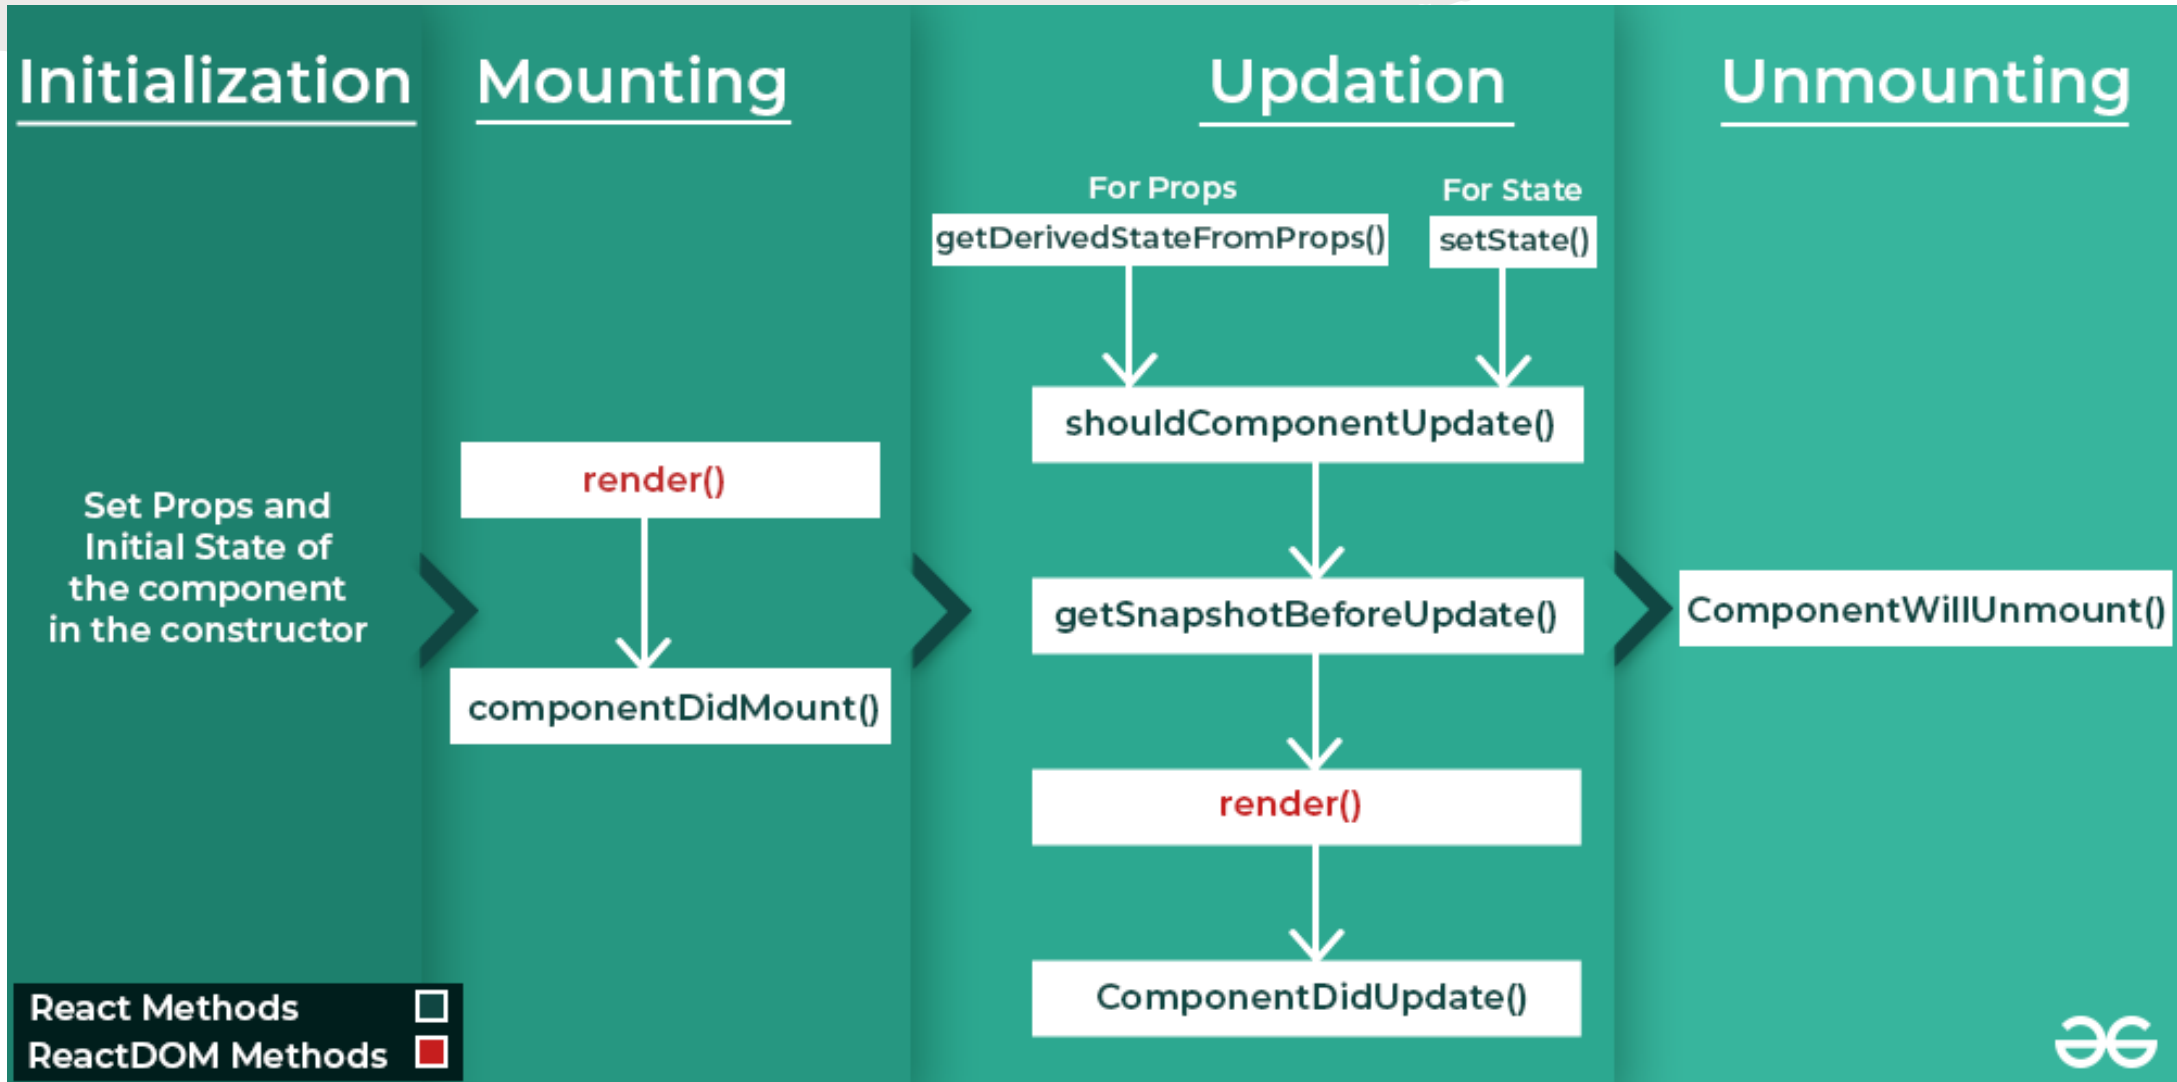 Initialization
Set Props and
Initial State of
the component
in the constructor
Mounting
render()
componentDidMount()
Updation
For Props
getDerivedStateFromProps()
For State
setState()
shouldComponentUpdate()
getSnapshotBeforeUpdate()
render()
ComponentDidUpdate()
Unmounting
ComponentWillUnmount()
React Methods
ReactDOM Methods